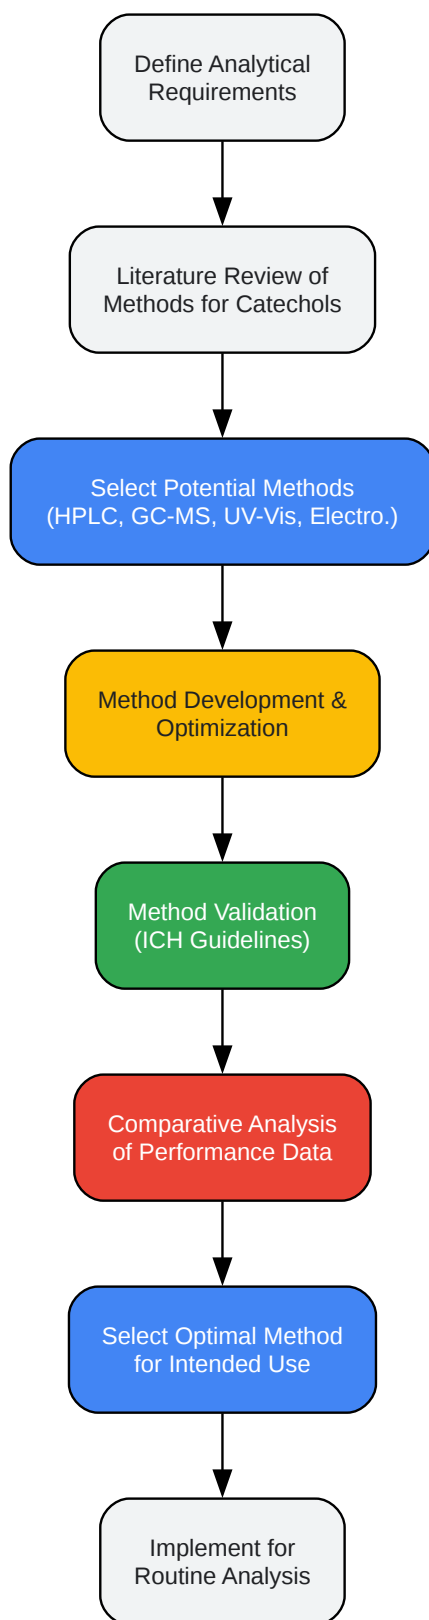 Define Analytical
Requirements
Literature Review of
Methods for Catechols
Select Potential Methods
(HPLC, GC-MS, UV-Vis, Electro.)
Method Development &
Optimization
Method Validation
(ICH Guidelines)
Comparative Analysis
of Performance Data
Select Optimal Method
for Intended Use
Implement for
Routine Analysis